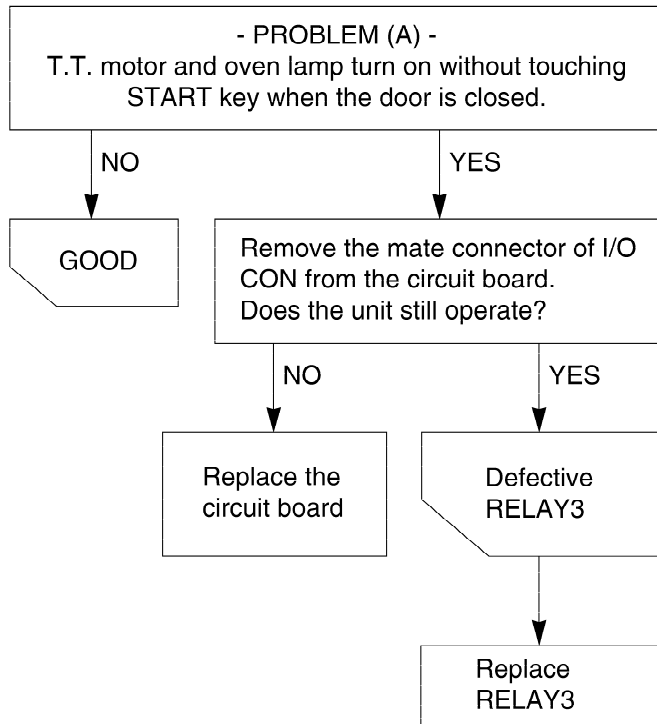 - PROBLEM (A) -
T.T. motor and oven lamp turn on without touching
START key when the door is closed.
NO
YES
GOOD
Remove the mate connector of I/O
CON from the circuit board.
Does the unit still operate?
NO
YES
Replace the
circuit board
Defective
RELAY3
Replace
RELAY3